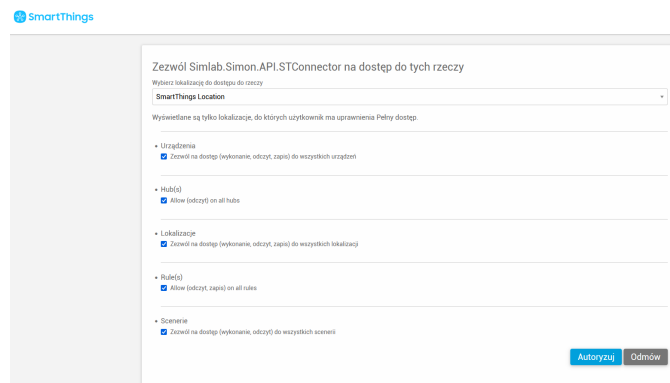 SmartThings
Zezwól Simlab.Simon.API.STConnector na dostęp do tych rzeczy
Wybierz lokalizację do dostępu do rzeczy
SmartThings Location
Wyświetlane są tylko lokalizacje, do których użytkownik ma uprawnienia Pełny dostęp.
• Urządzenia
Zezwól na dostęp (wykonanie, odczyt, zapis) do wszystkich urządzeń
• Hub(s)
Allow (odczyt) on all hubs
• Lokalizacje
Zezwól na dostęp (wykonanie, odczyt, zapis) do wszystkich lokalizacji
• Rule(s)
Allow (odczyt, zapis) on all rules
• Scenerie
Zezwól na dostęp (wykonanie, odczyt) do wszystkich scenerii
Autoryzuj Odmów